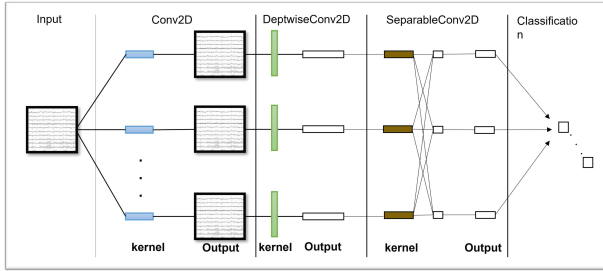 Input
Conv2D
DeptwiseConv2D
SeparableConv2D
Classificatio
n
kernel
Output
kernel
Output
kernel
Output